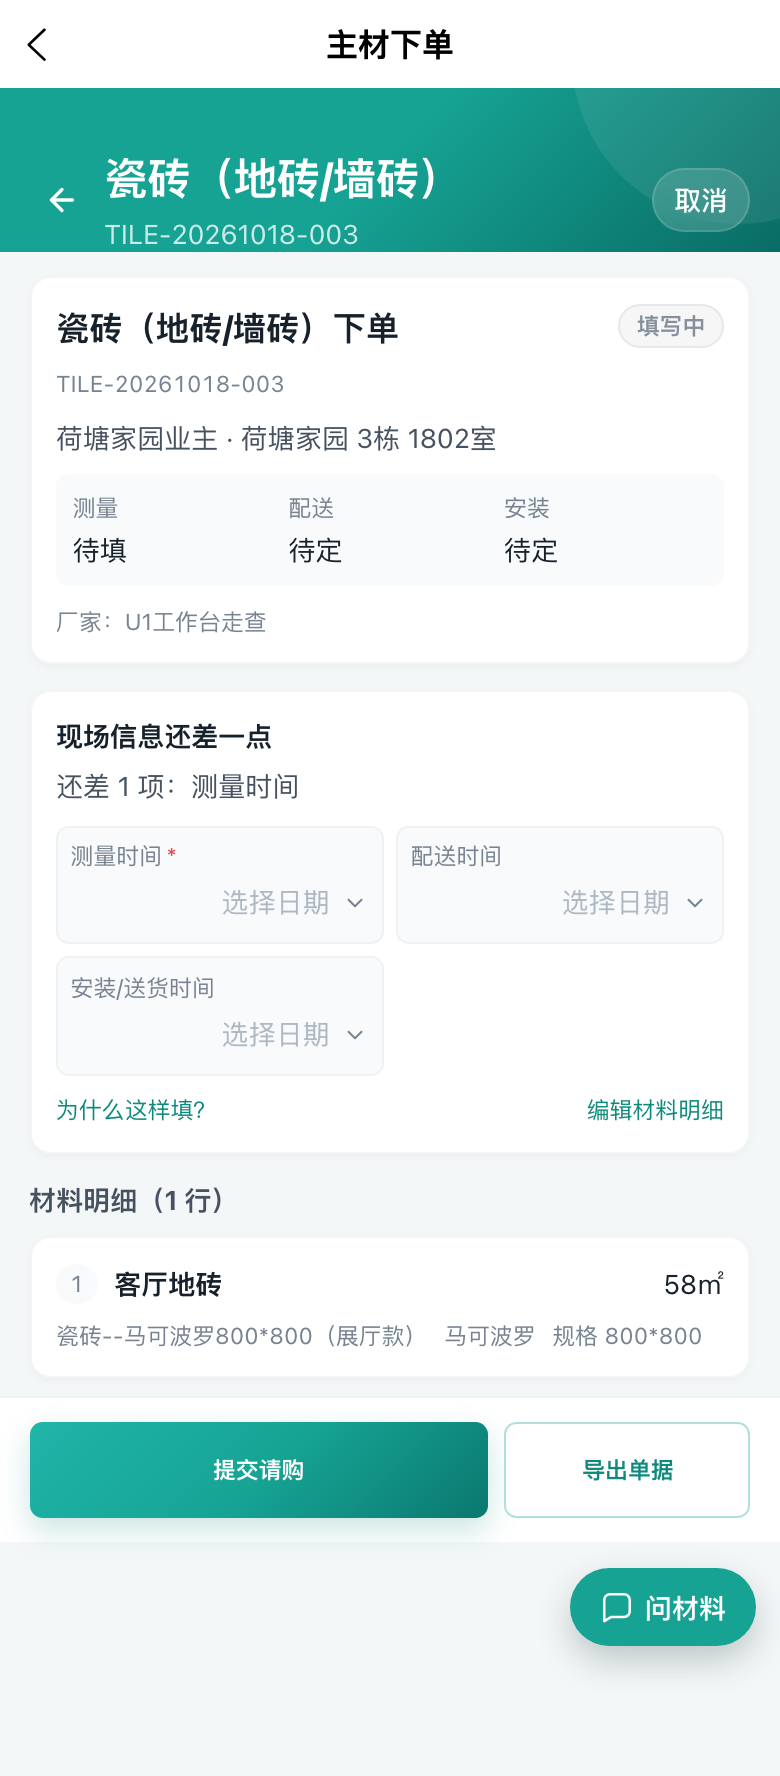 主材下单
瓷砖（地砖/墙砖）
TILE-20261018-003
取消
瓷砖（地砖/墙砖）下单
填写中
TILE-20261018-003
荷塘家园业主 · 荷塘家园 3栋 1802室
测量 配送 安装
待填 待定 待定
厂家：U1工作台走查
现场信息还差一点
还差 1 项：测量时间
测量时间 * 配送时间
选择日期 选择日期
安装/送货时间
选择日期
为什么这样填? 编辑材料明细
材料明细（1 行）
1 客厅地砖 58㎡
瓷砖--马可波罗800*800（展厅款） 马可波罗 规格 800*800
提交请购 导出单据
问材料